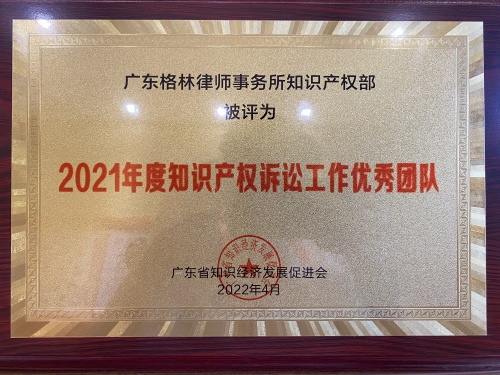 广东格林律师事务所知识产权部
被评为
2021年度知识产权诉讼工作优秀团队
广东省知识经济发展促进会
2022年4月